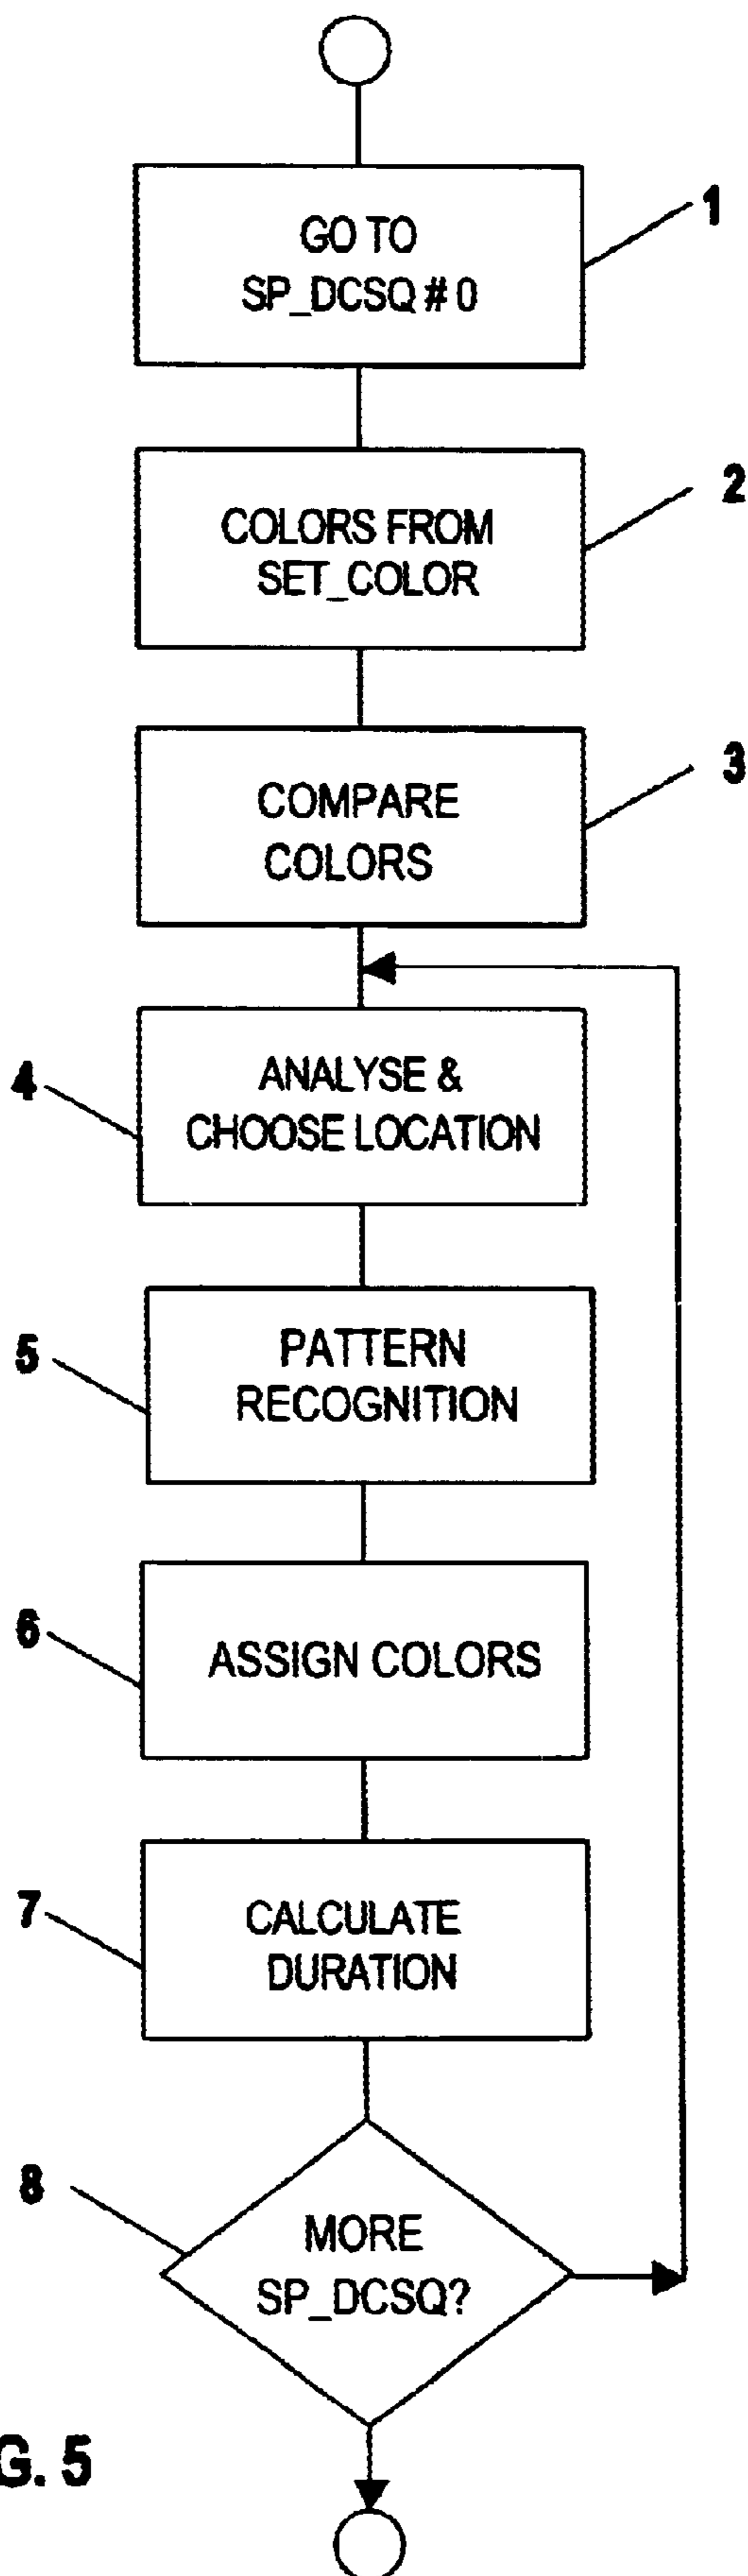 GO TO
SP_DCSQ # 0
1
COLORS FROM
SET_COLOR
2
COMPARE
COLORS
3
ANALYSE &
CHOOSE LOCATION
4
PATTERN
RECOGNITION
5
ASSIGN COLORS
6
CALCULATE
DURATION
7
MORE
SP_DCSQ?
8
G. 5